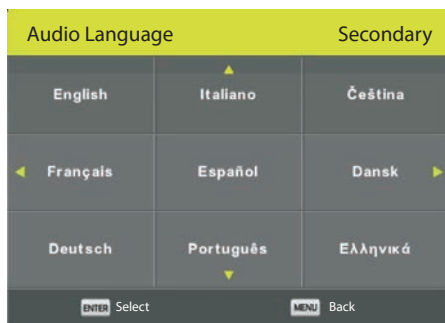 Audio Language Secondary
English Italiano Čeština
Français Español Dansk
Deutsch Português Ελληνικά
ENTER Select MENU Back